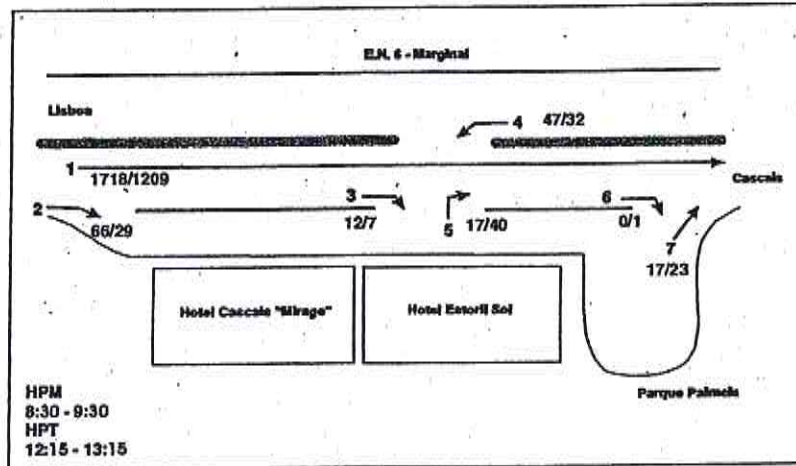 E.N. 6 - Marginal
Lisboa
4 47/32
1
1718/1209
Cascais
2
66/29
3
12/7
5
17/40
6
0/1
7
17/23
Hotel Cascais "Mirage"
Hotel Estoril Sol
Parque Palmela
HPM
8:30 - 9:30
HPT
12:15 - 13:15